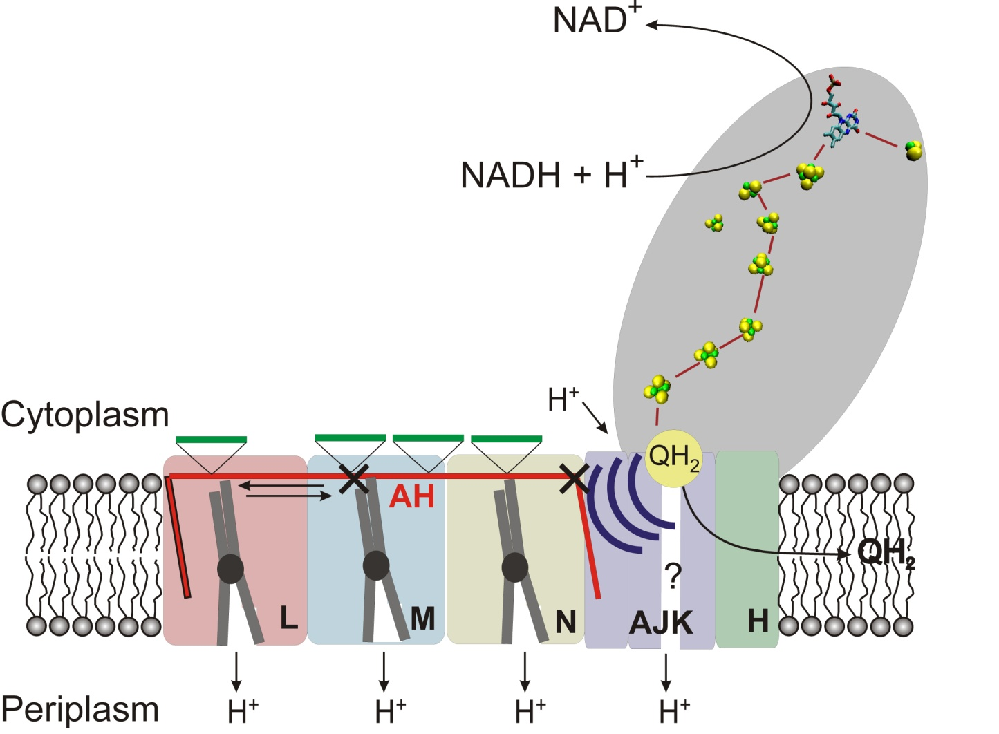 NAD⁺
NADH + H⁺
H⁺
Cytoplasm
QH₂
AH
QH₂
?
L
M
N
AJK
H
Periplasm
H⁺
H⁺
H⁺
H⁺